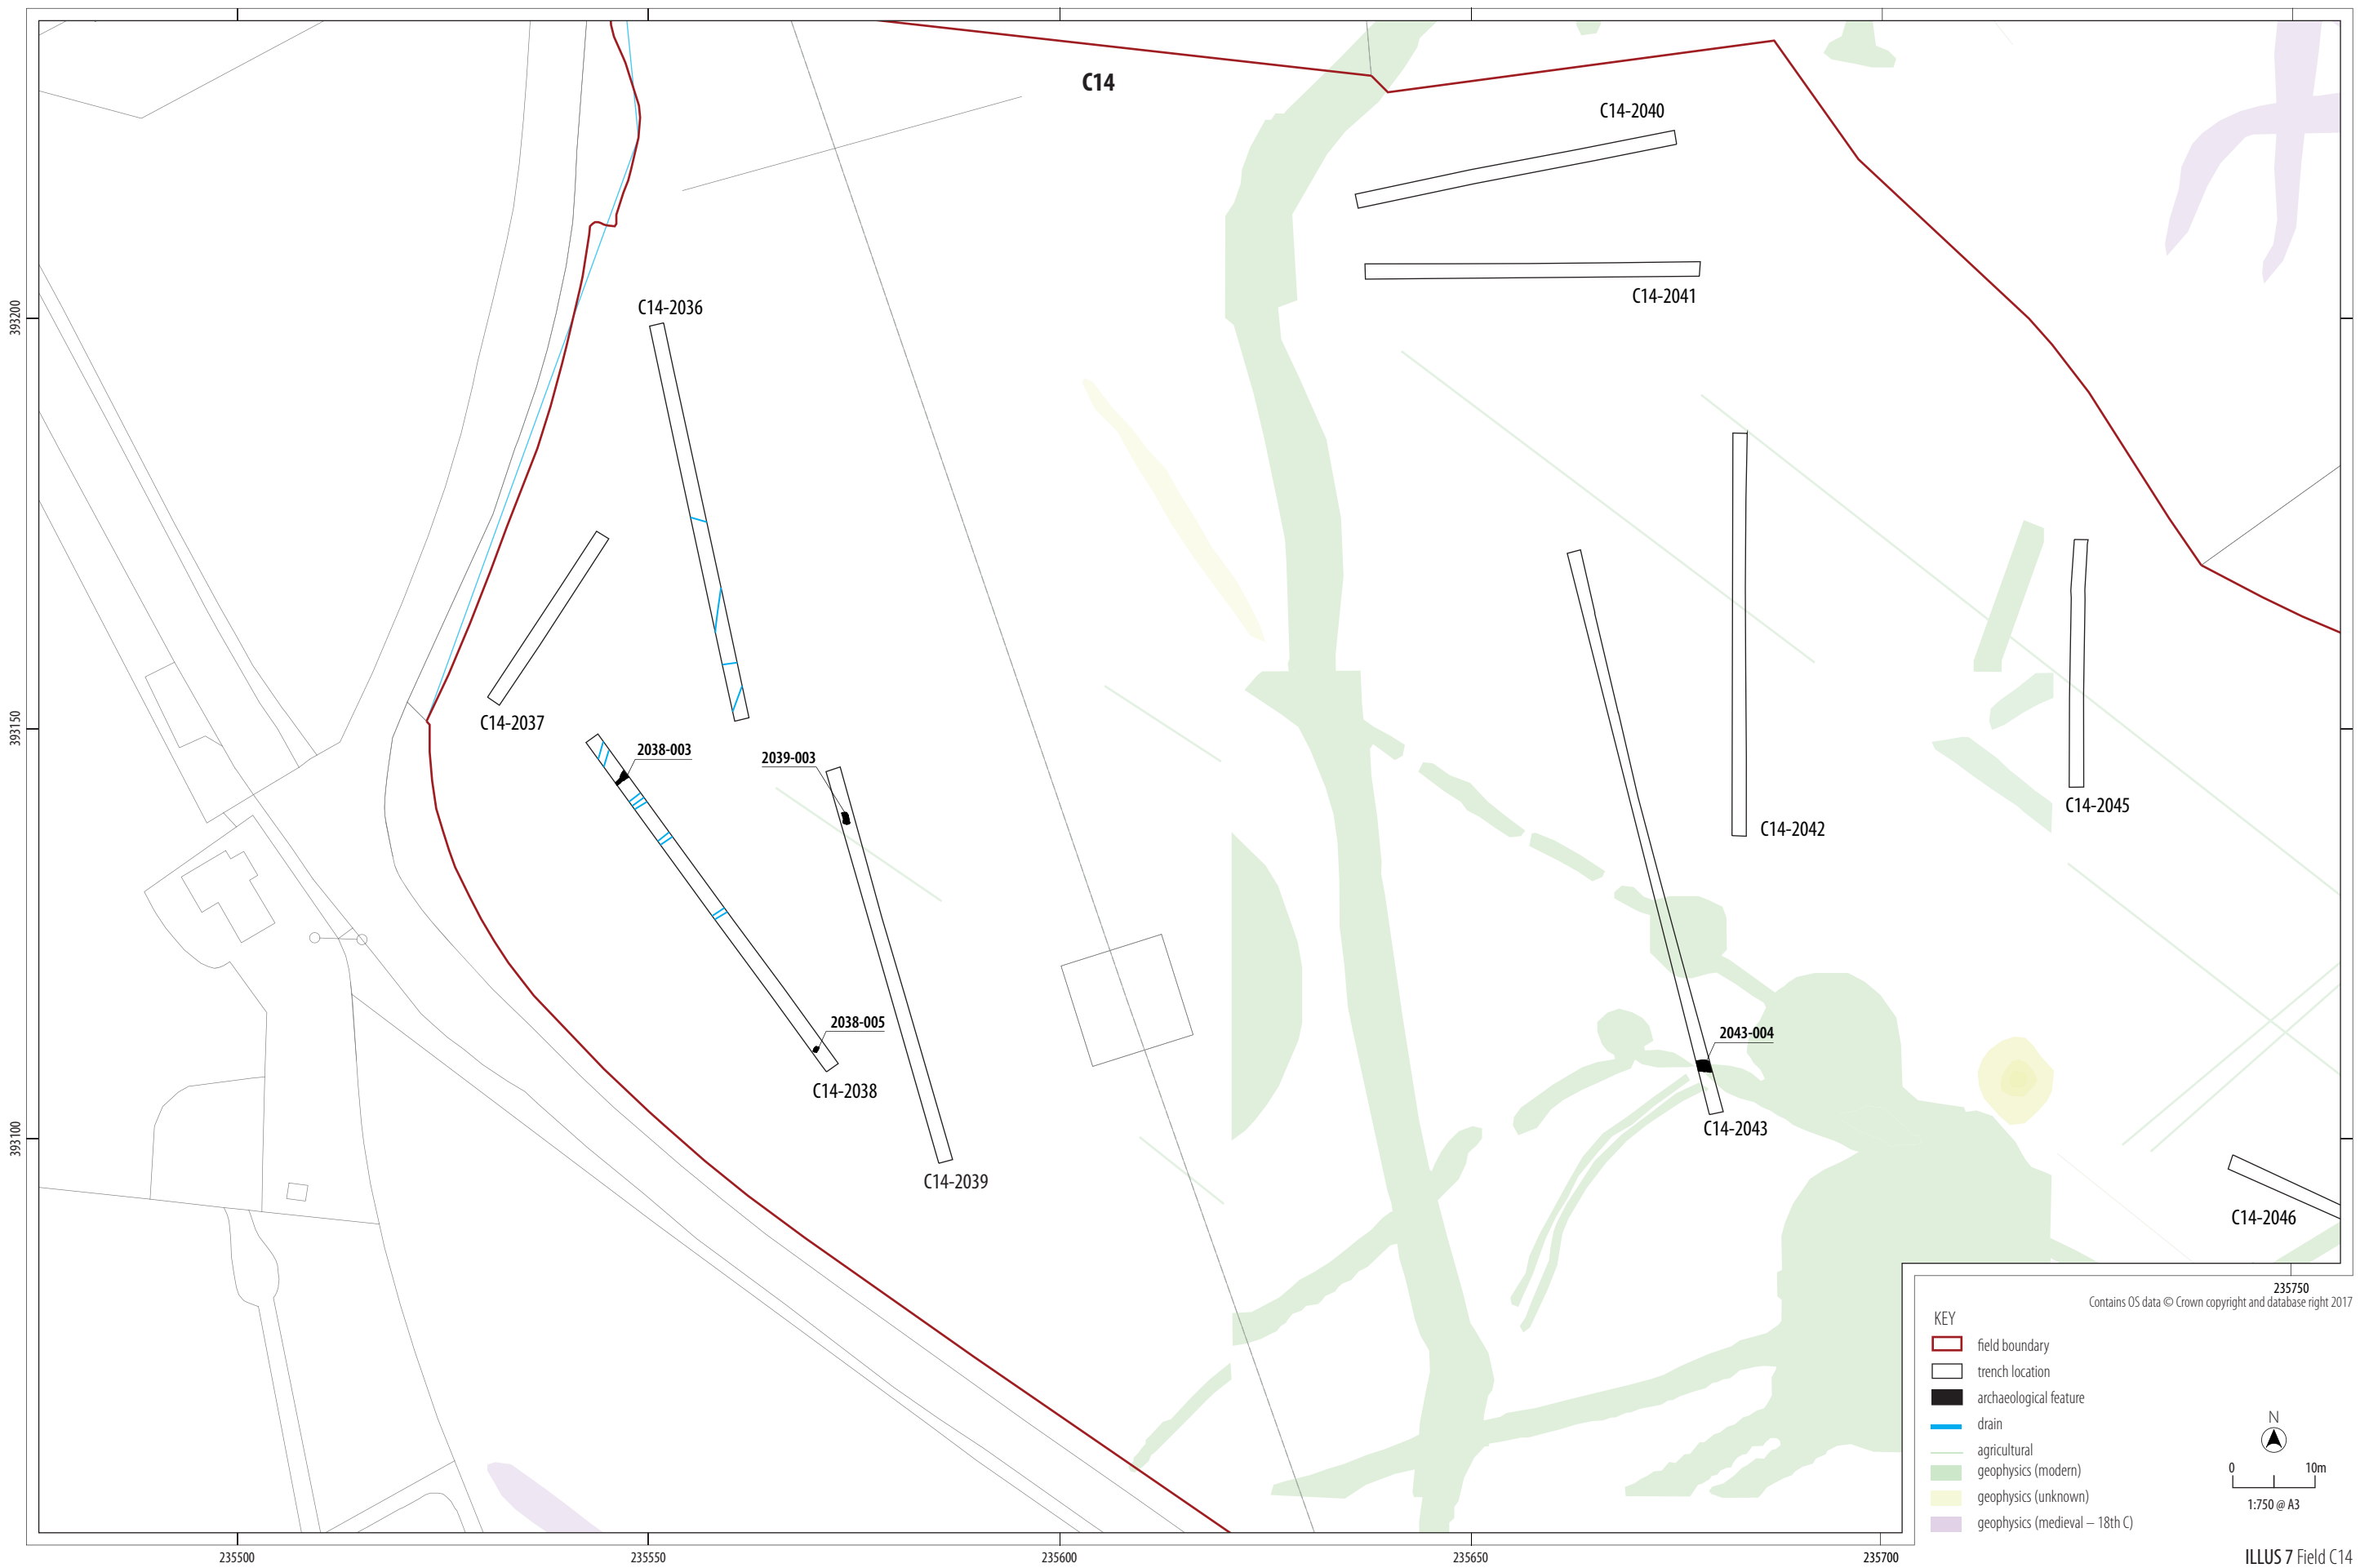 C14
C14-2040
C14-2041
C14-2036
393200
C14-2037
393150
2038-003
2039-003
C14-2045
C14-2042
2038-005
2043-004
C14-2038
C14-2043
393100
C14-2039
C14-2046
235750
Contains OS data © Crown copyright and database right 2017
KEY
field boundary
trench location
archaeological feature
drain
agricultural
geophysics (modern)
geophysics (unknown)
geophysics (medieval – 18th C)
N
0 10m
1:750 @ A3
235500 235550 235600 235650 235700
ILLUS 7 Field C14